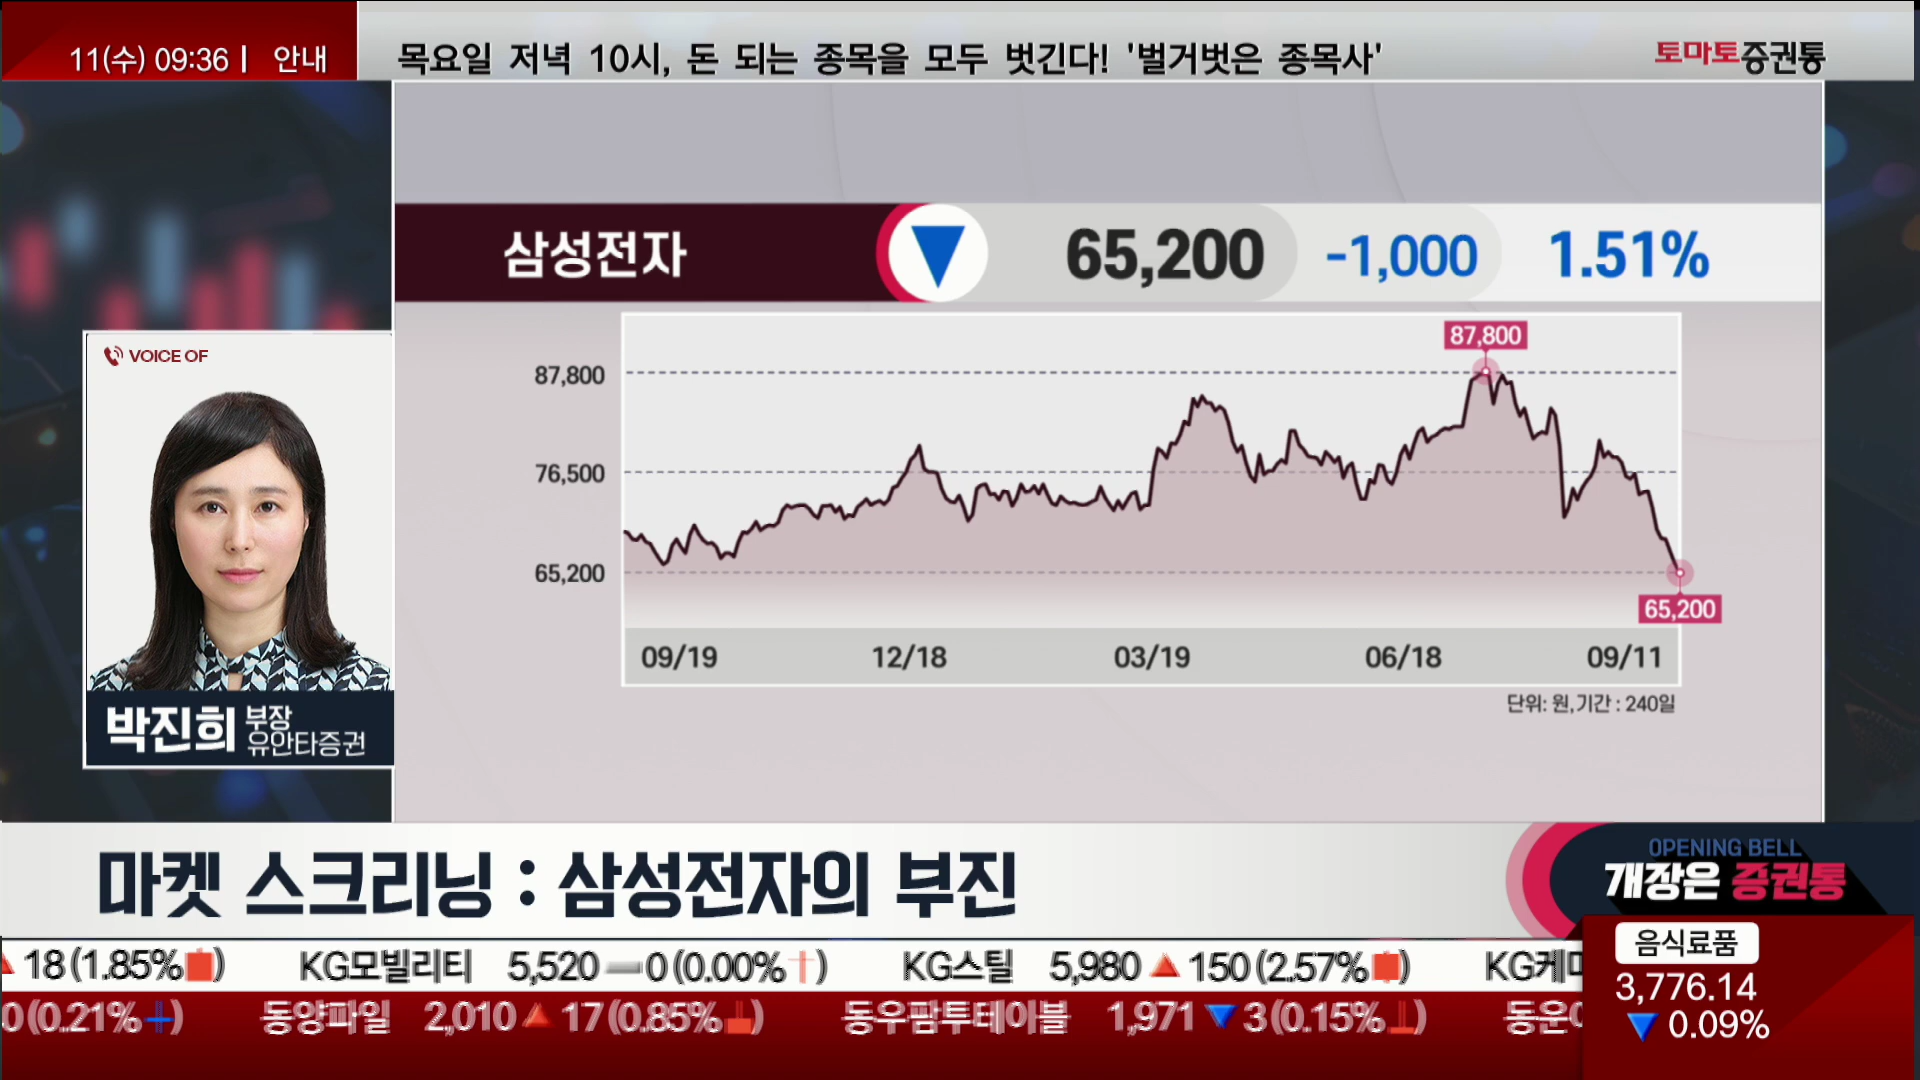 11(수) 09:36 | 안내
목요일 저녁 10시, 돈 되는 종목을 모두 벗긴다! '벌거벗은 종목사'
토마토증권통
삼성전자 ▼ 65,200 -1,000 1.51%
87,800
87,800
76,500
65,200
65,200
09/19 12/18 03/19 06/18 09/11
단위: 원, 기간 : 240일
VOICE OF
박진희 부장
유안타증권
마켓 스크리닝 : 삼성전자의 부진
OPENING BELL
개장은 증권통
▲ 18 (1.85%) KG모빌리티 5,520 0 (0.00%) KG스틸 5,980 ▲ 150 (2.57%) KG케
0 (0.21%) 동양파일 2,010 ▲ 17 (0.85%) 동우팜투테이블 1,971 ▼ 3 (0.15%) 동운
음식료품
3,776.14
▼ 0.09%